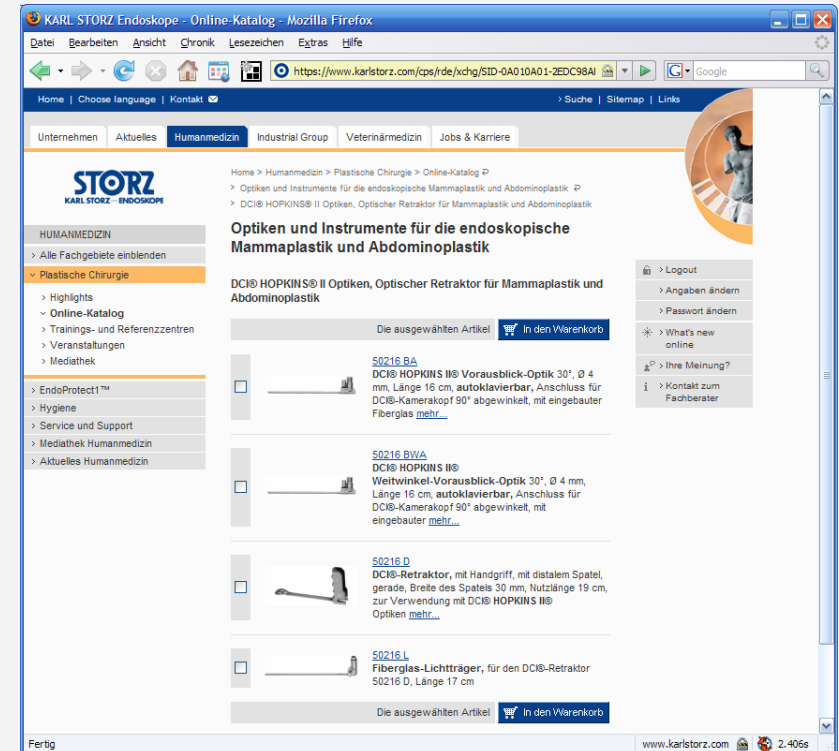 KARL STORZ Endoskope - Online-Katalog - Mozilla Firefox
Datei Bearbeiten Ansicht Chronik Lesezeichen Extras Hilfe
https://www.karlstorz.com/cps/rde/xchg/SID-0A010A01-2EDC98AI
G Google
Home | Choose language | Kontakt
> Suche | Sitemap | Links
Unternehmen Aktuelles Humanmedizin Industrial Group Veterinärmedizin Jobs & Karriere
STORZ
KARL STORZ—ENDOSKOPE
Home > Humanmedizin > Plastische Chirurgie > Online-Katalog
> Optiken und Instrumente für die endoskopische Mammaplastik und Abdominoplastik
> DCI® HOPKINS® II Optiken, Optischer Retraktor für Mammaplastik und Abdominoplastik
HUMANMEDIZIN
> Alle Fachgebiete einblenden
Plastische Chirurgie
> Highlights
Online-Katalog
> Trainings- und Referenzzentren
> Veranstaltungen
> Mediathek
> EndoProtect1™
> Hygiene
> Service und Support
> Mediathek Humanmedizin
> Aktuelles Humanmedizin
Optiken und Instrumente für die endoskopische
Mammaplastik und Abdominoplastik
DCI® HOPKINS® II Optiken, Optischer Retraktor für Mammaplastik und
Abdominoplastik
Die ausgewählten Artikel In den Warenkorb
50216 BA
DCI® HOPKINS II® Vorausblick-Optik 30°, Ø 4
mm, Länge 16 cm, autoklavierbar, Anschluss für
DCI®-Kamerakopf 90° abgewinkelt, mit eingebauter
Fiberglas mehr...
50216 BWA
DCI® HOPKINS II®
Weitwinkel-Vorausblick-Optik 30°, Ø 4 mm,
Länge 16 cm, autoklavierbar, Anschluss für
DCI®-Kamerakopf 90° abgewinkelt, mit
eingebauter mehr...
50216 D
DCI®-Retraktor, mit Handgriff, mit distalem Spatel,
gerade, Breite des Spatels 30 mm, Nutzlänge 19 cm,
zur Verwendung mit DCI® HOPKINS II®
Optiken mehr...
50216 L
Fiberglas-Lichtträger, für den DCI®-Retraktor
50216 D, Länge 17 cm
Die ausgewählten Artikel In den Warenkorb
> Logout
> Angaben ändern
> Passwort ändern
> What's new
online
> Ihre Meinung?
i > Kontakt zum
Fachberater
Fertig
www.karlstorz.com 2.406s